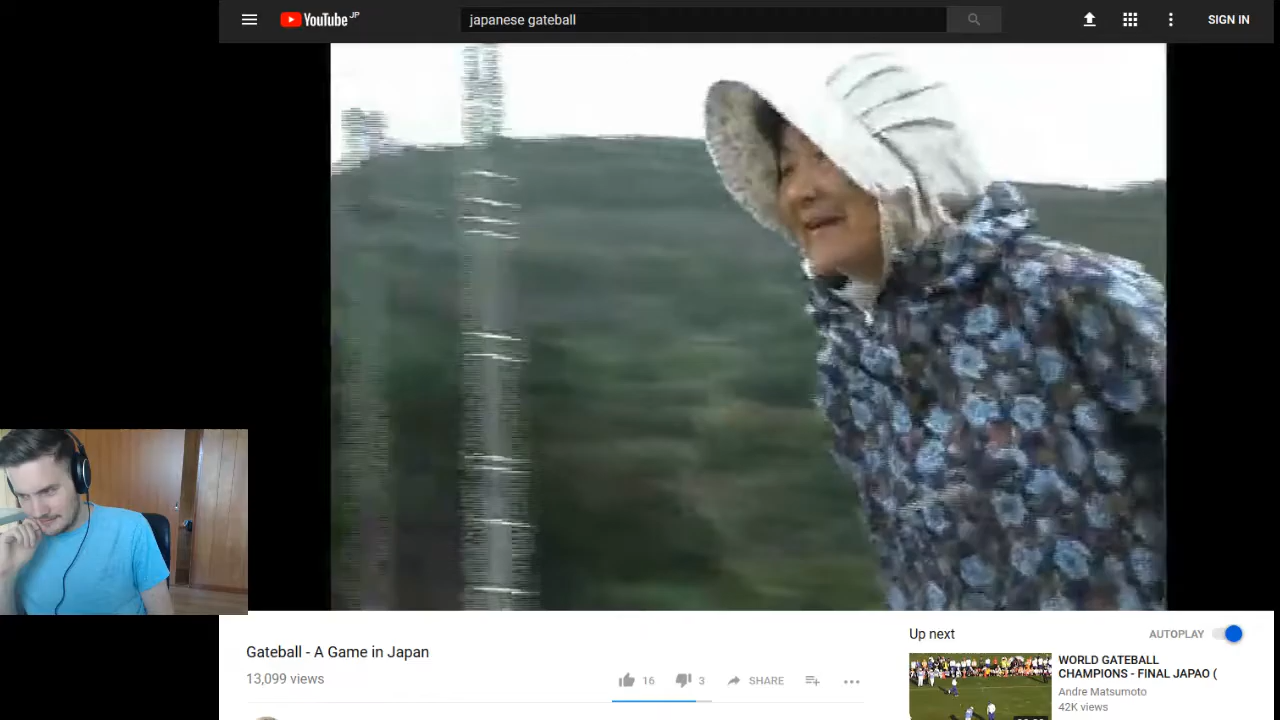 YouTube JP
japanese gateball
SIGN IN
Gateball - A Game in Japan
13,099 views
16
3
SHARE
Up next
AUTOPLAY
WORLD GATEBALL
CHAMPIONS - FINAL JAPAO (
Andre Matsumoto
42K views